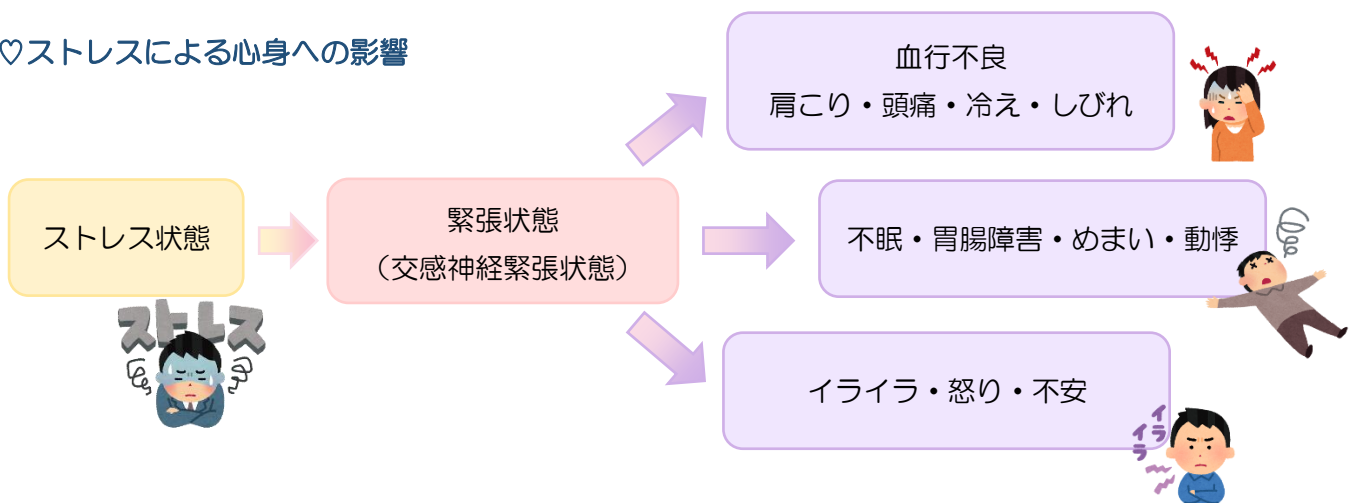 ♡ストレスによる心身への影響
血行不良
肩こり・頭痛・冷え・しびれ
ストレス状態
緊張状態
(交感神経緊張状態)
不眠・胃腸障害・めまい・動悸
ストレス
イライラ・怒り・不安
イライラ